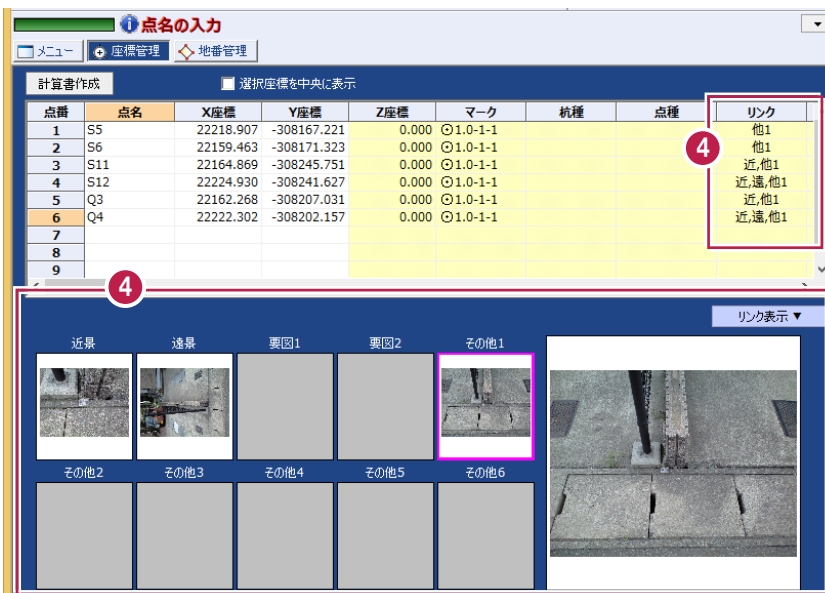 点名の入力
メニュー 座標管理 地番管理
計算書作成 選択座標を中央に表示
点番 点名 X座標 Y座標 Z座標 マーク 杭種 点種 リンク
1 S5 22218.907 -308167.221 0.000 ⊙1.0-1-1 他1
2 S6 22159.463 -308171.323 0.000 ⊙1.0-1-1 他1
3 S11 22164.869 -308245.751 0.000 ⊙1.0-1-1 近,他1
4 S12 22224.930 -308241.627 0.000 ⊙1.0-1-1 近,遠,他1
5 Q3 22162.268 -308207.031 0.000 ⊙1.0-1-1 近,他1
6 Q4 22222.302 -308202.157 0.000 ⊙1.0-1-1 近,遠,他1
7
8
9
4
4
リンク表示 ▼
近景 遠景 要図1 要図2 その他1
その他2 その他3 その他4 その他5 その他6